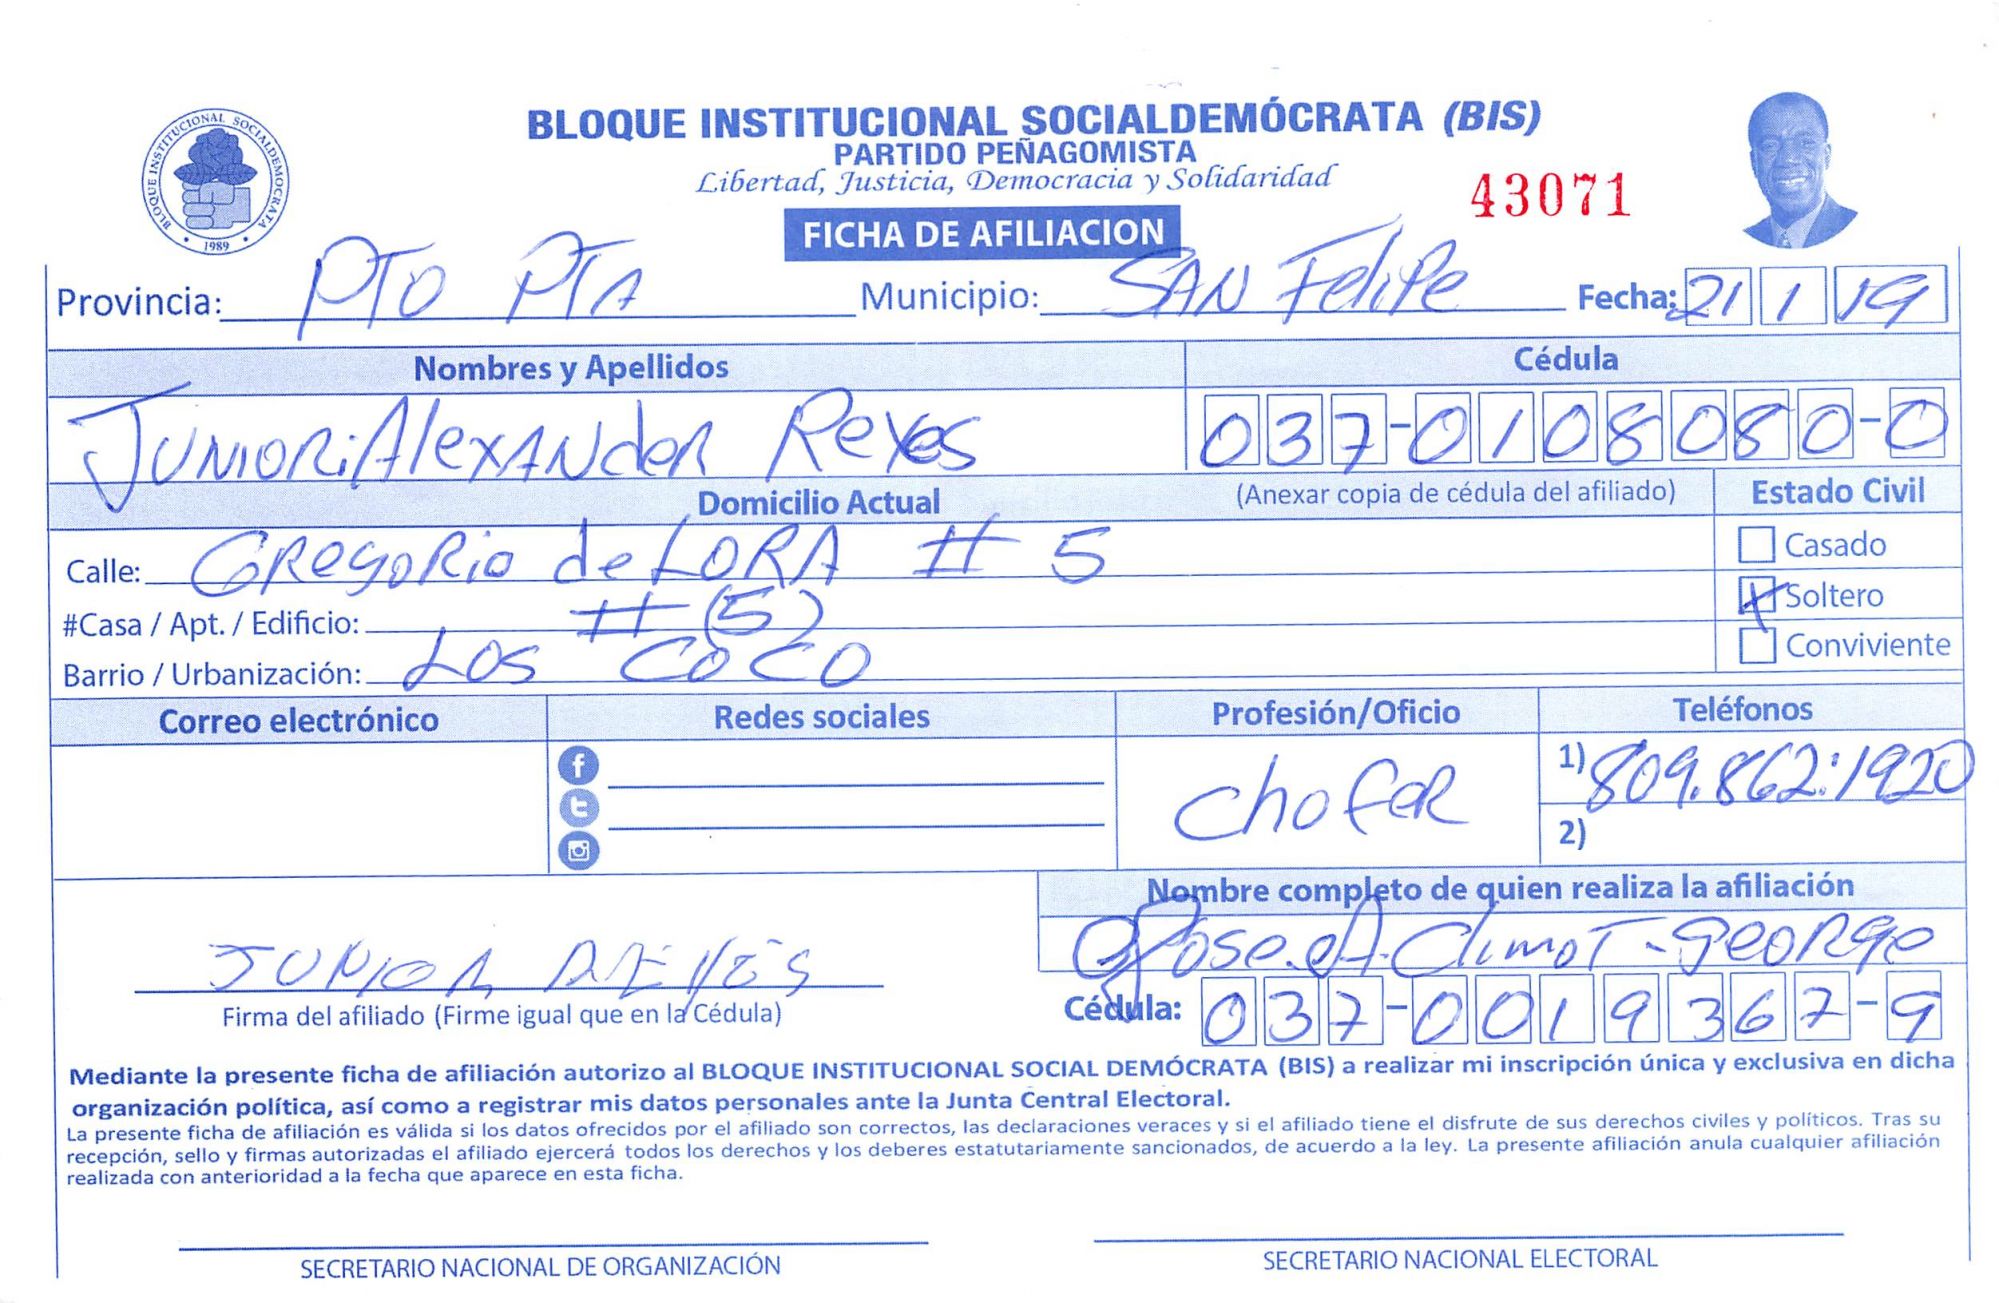 BLOQUE INSTITUCIONAL SOCIALDEMÓCRATA (BIS)
PARTIDO PEÑAGOMISTA
Libertad, Justicia, Democracia y Solidaridad
BLOQUE INSTITUCIONAL SOCIALDEMOCRATA
1989
43071
FICHA DE AFILIACION
Provincia: PTO PTA Municipio: SAN Felipe Fecha: 21 1 19
Nombres y Apellidos Cédula
JUNIOR Alexander Reyes 037-0108080-0
Domicilio Actual (Anexar copia de cédula del afiliado) Estado Civil
Calle: GREGORio de LORA # 5 Casado
#Casa / Apt. / Edificio: # (5) Soltero
Barrio / Urbanización: LOS COCO Conviviente
Correo electrónico Redes sociales Profesión/Oficio Teléfonos
chofeR 1) 809.862:1920
2)
Nombre completo de quien realiza la afiliación
Jose.A.Climot-George
JUNIOR REYES
Firma del afiliado (Firme igual que en la Cédula) Cédula: 037-0019367-9
Mediante la presente ficha de afiliación autorizo al BLOQUE INSTITUCIONAL SOCIAL DEMÓCRATA (BIS) a realizar mi inscripción única y exclusiva en dicha
organización política, así como a registrar mis datos personales ante la Junta Central Electoral.
La presente ficha de afiliación es válida si los datos ofrecidos por el afiliado son correctos, las declaraciones veraces y si el afiliado tiene el disfrute de sus derechos civiles y políticos. Tras su
recepción, sello y firmas autorizadas el afiliado ejercerá todos los derechos y los deberes estatutariamente sancionados, de acuerdo a la ley. La presente afiliación anula cualquier afiliación
realizada con anterioridad a la fecha que aparece en esta ficha.
SECRETARIO NACIONAL DE ORGANIZACIÓN SECRETARIO NACIONAL ELECTORAL